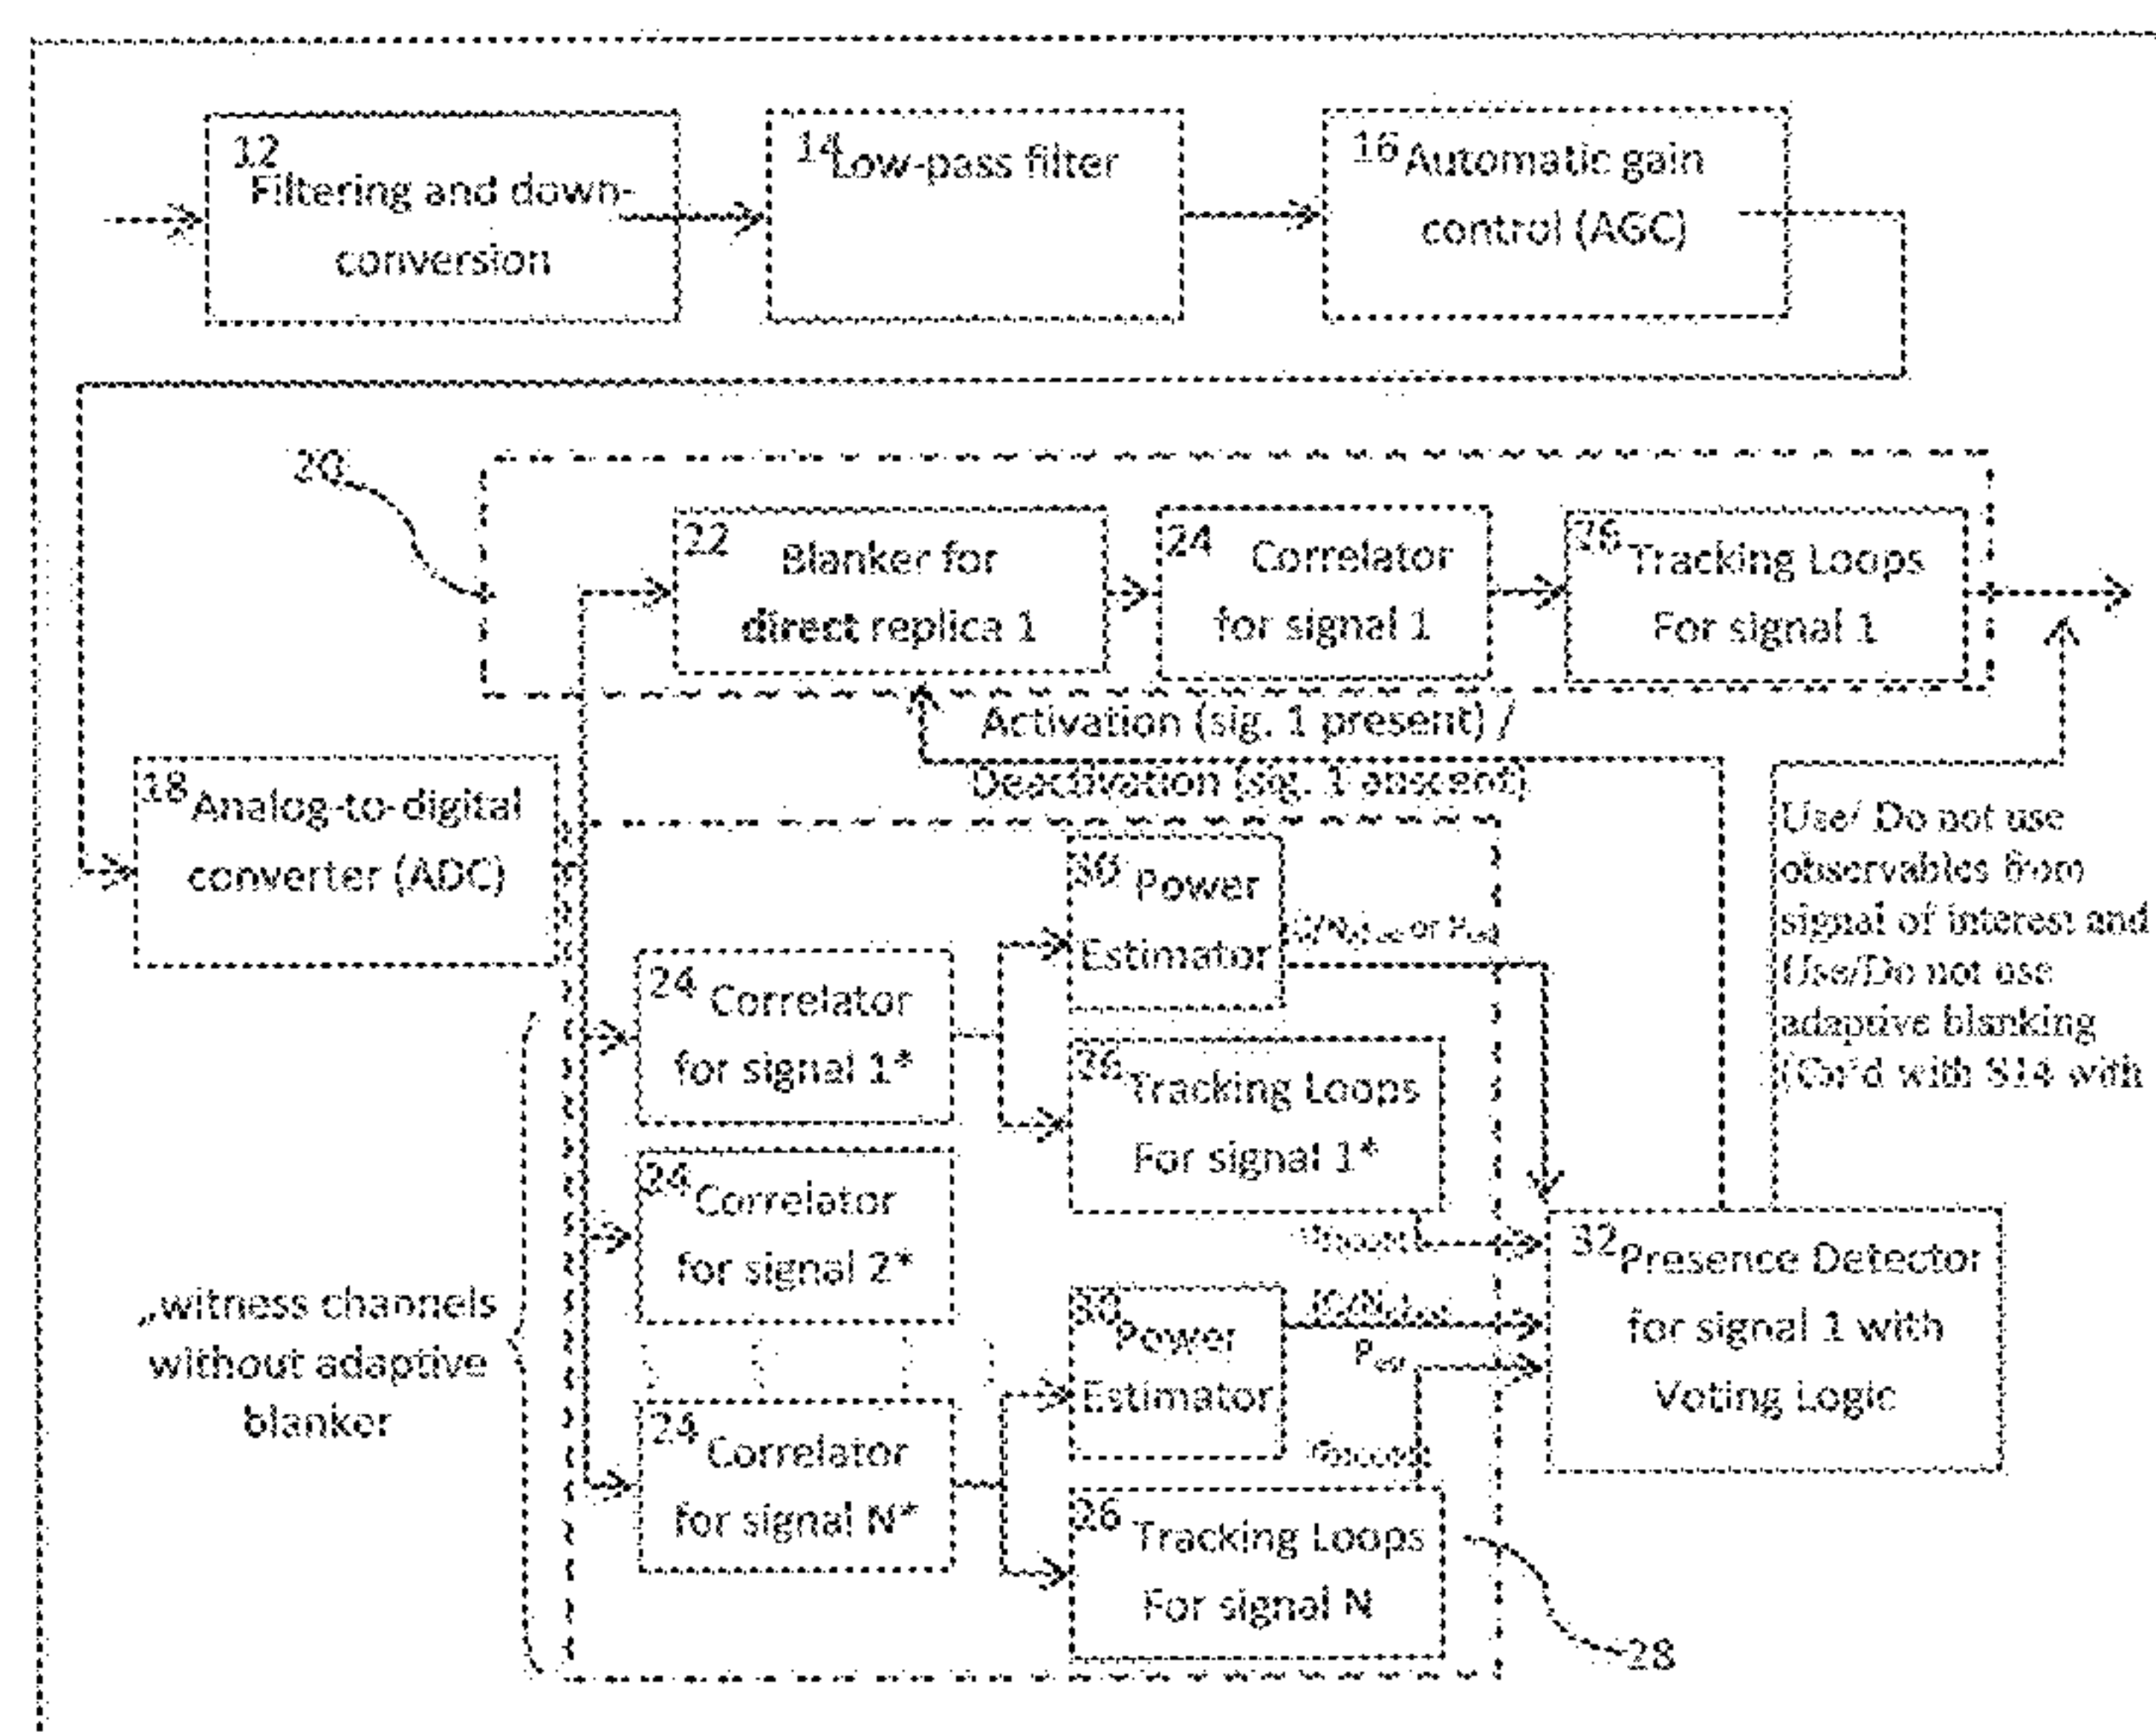 12
Filtering and down-
conversion
14 Low-pass filter
16 Automatic gain
control (AGC)
20
22
Blanker for
direct replica 1
24 Correlator
for signal 1
26 Tracking Loops
For signal 1
Activation (sig. 1 present) /
Deactivation (sig. 1 abscent)
18 Analog-to-digital
converter (ADC)
Use/ Do not use
observables from
signal of interest and
Use/Do not use
adaptive blanking
(Co'd with S14 with
30 Power
Estimator
24 Correlator
for signal 1*
26 Tracking Loops
For signal 1*
24 Correlator
for signal 2*
„witness channels
without adaptive
blanker
30
Power
Estimator
32 Presence Detector
for signal 1 with
Voting Logic
24 Correlator
for signal N*
26 Tracking Loops
For signal N
28